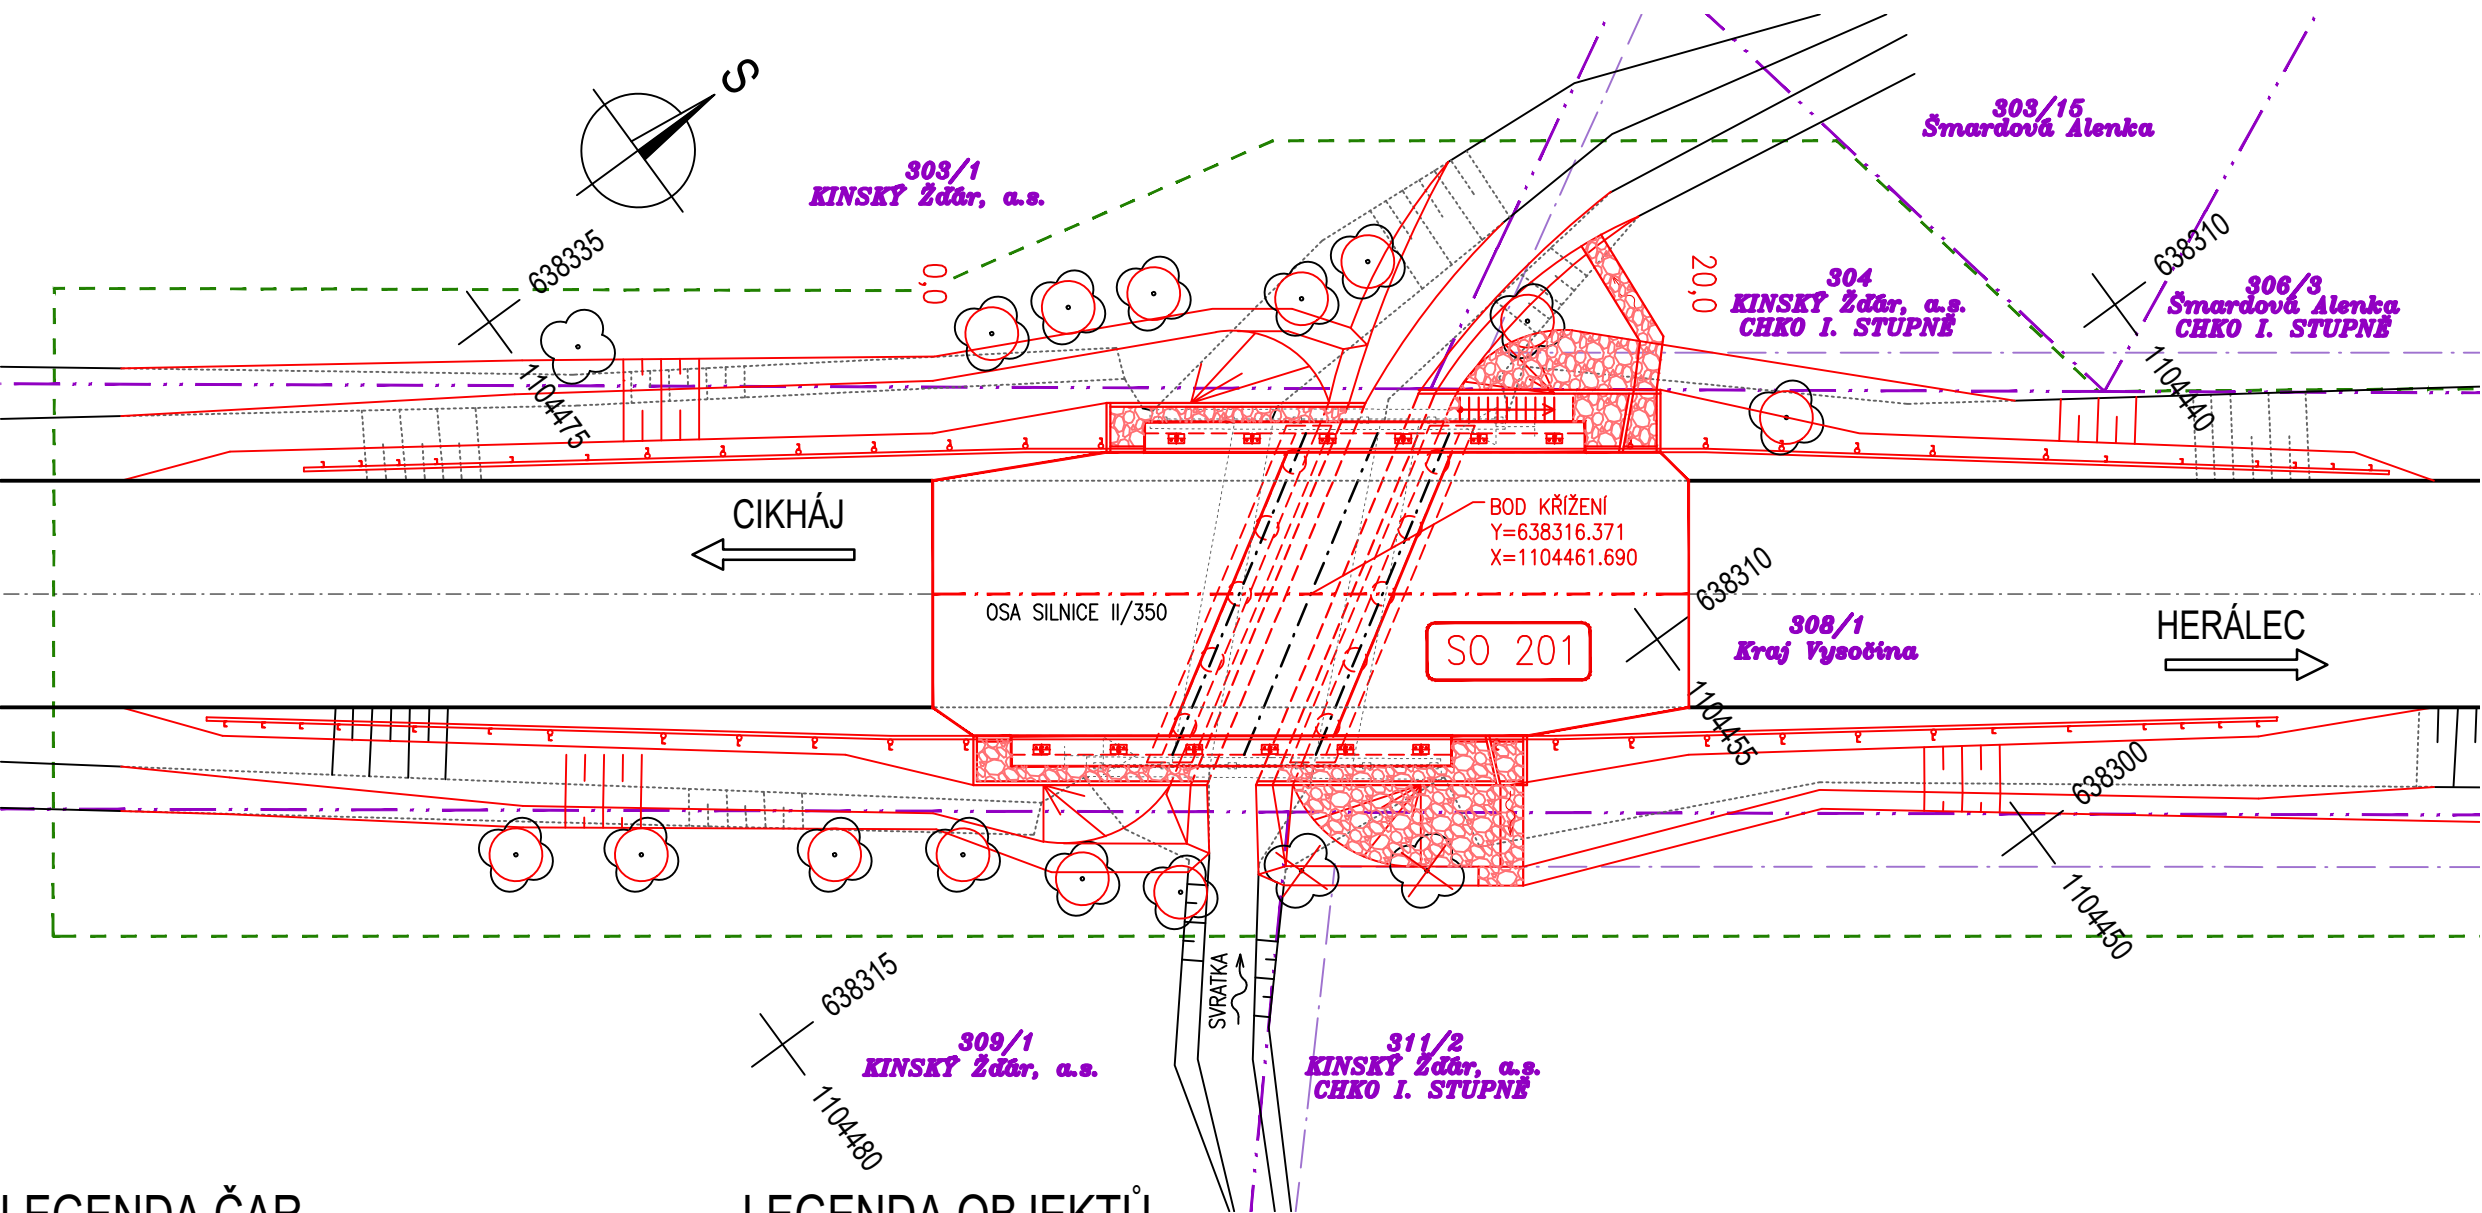 S
303/15
Šmardová Alenka
303/1
KINSKÝ Žďár, a.s.
638335
0,0
20,0
304
KINSKÝ Žďár, a.s.
CHKO I. STUPNĚ
638310
306/3
Šmardová Alenka
CHKO I. STUPNĚ
1104475
1104440
CIKHÁJ
BOD KŘÍŽENÍ
Y=638316.371
X=1104461.690
638310
OSA SILNICE II/350
SO 201
308/1
Kraj Vysočina
HERÁLEC
1104455
638300
1104450
638315
SVRATKA
309/1
KINSKÝ Žďár, a.s.
311/2
KINSKÝ Žďár, a.s.
CHKO I. STUPNĚ
1104480
LEGENDA ČAR
LEGENDA OBJEKTŮ